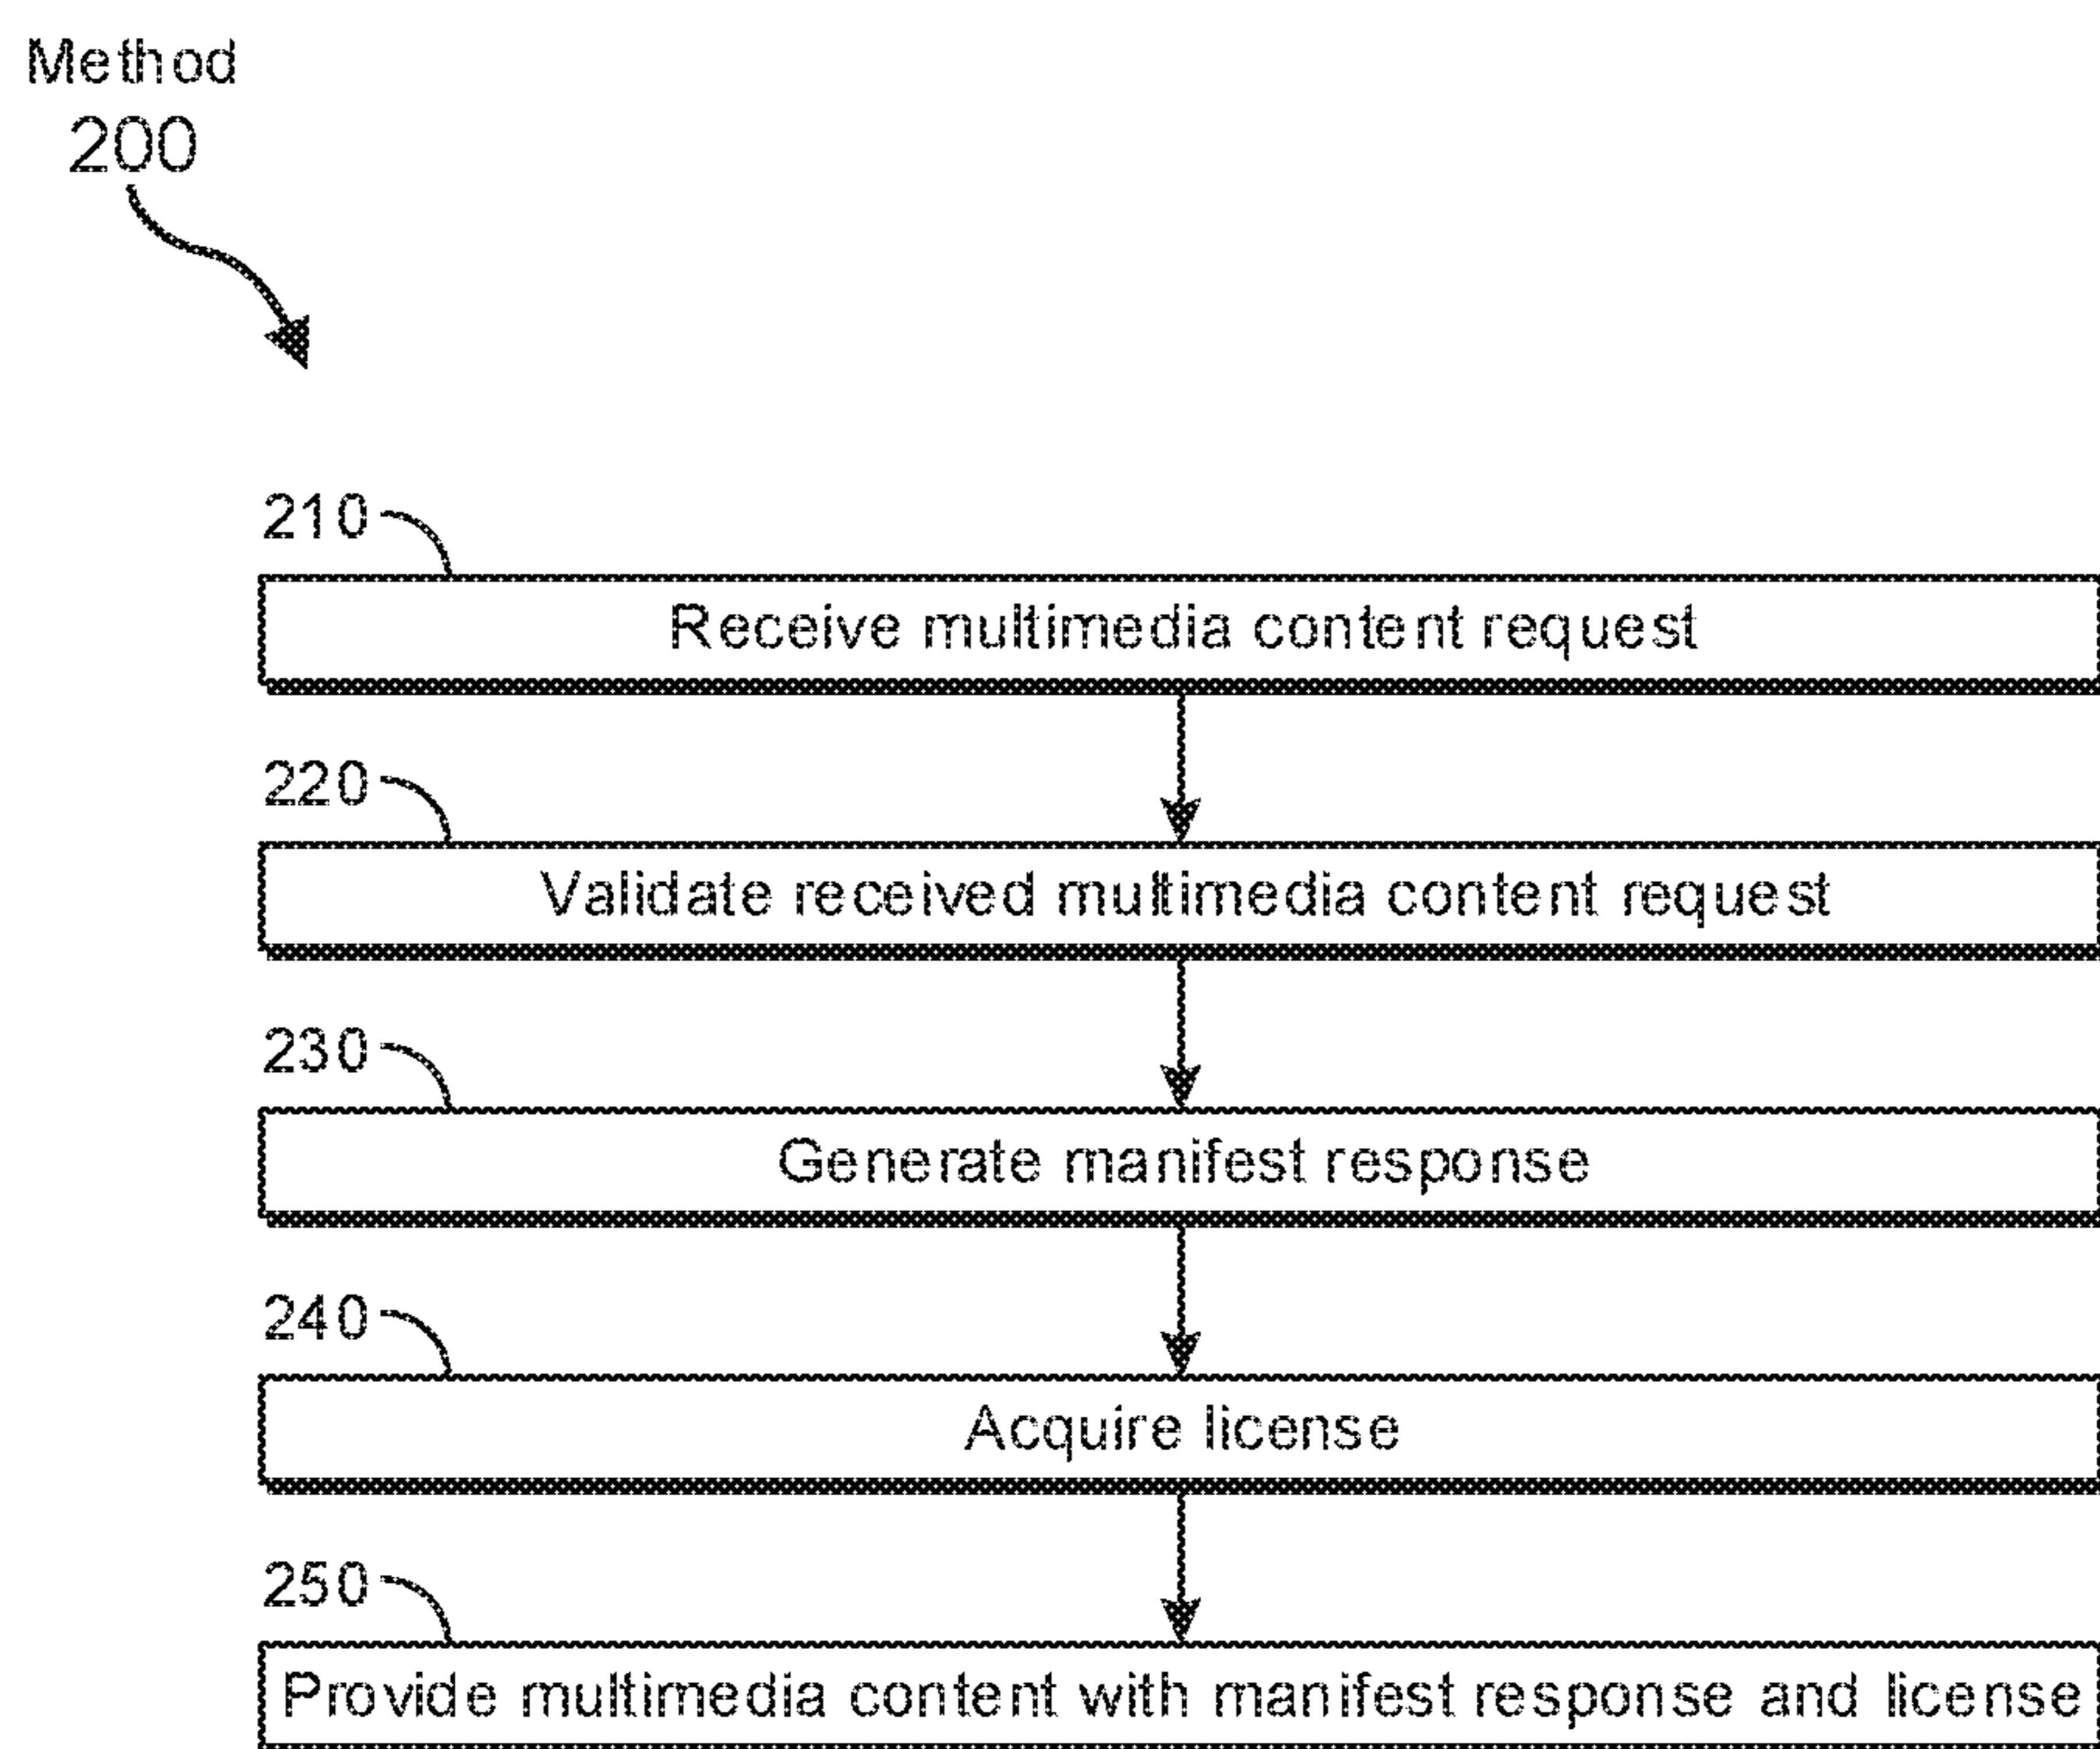 Method
200
210
Receive multimedia content request
220
Validate received multimedia content request
230
Generate manifest response
240
Acquire license
250
Provide multimedia content with manifest response and license